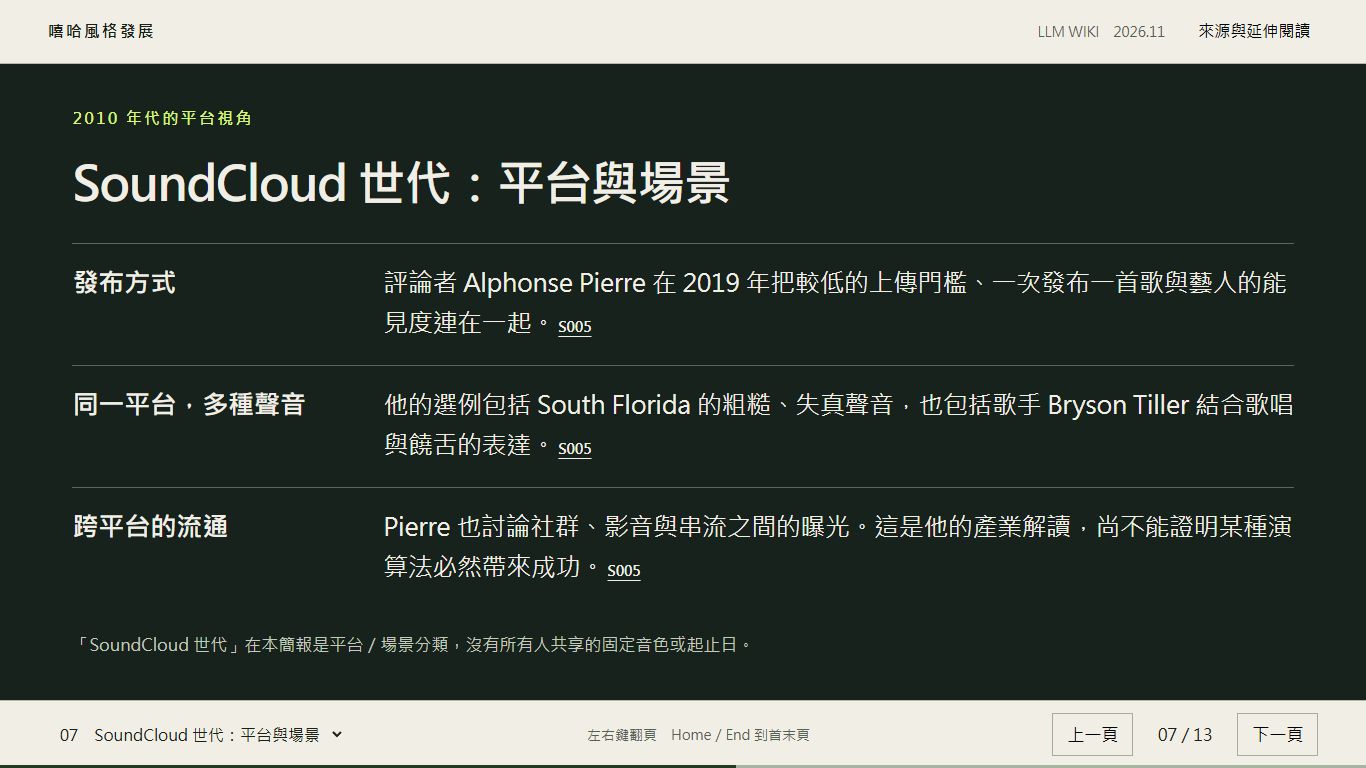 嘻哈風格發展
LLM WIKI 2026.11 來源與延伸閱讀
2010 年代的平台視角
SoundCloud 世代：平台與場景
發布方式
評論者 Alphonse Pierre 在 2019 年把較低的上傳門檻、一次發布一首歌與藝人的能
見度連在一起。 S005
同一平台，多種聲音
他的選例包括 South Florida 的粗糙、失真聲音，也包括歌手 Bryson Tiller 結合歌唱
與饒舌的表達。 S005
跨平台的流通
Pierre 也討論社群、影音與串流之間的曝光。這是他的產業解讀，尚不能證明某種演
算法必然帶來成功。 S005
「SoundCloud 世代」在本簡報是平台 / 場景分類，沒有所有人共享的固定音色或起止日。
07 SoundCloud 世代：平台與場景
左右鍵翻頁 Home / End 到首末頁
上一頁 07 / 13 下一頁